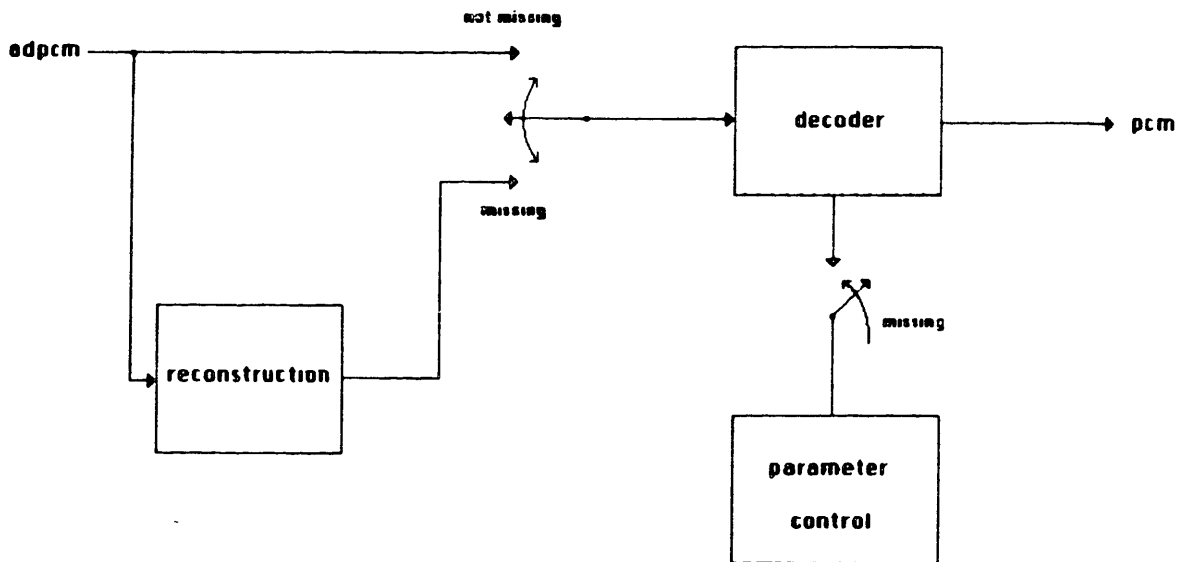 not missing
adpcm
decoder
pcm
missing
missing
reconstruction
parameter
control